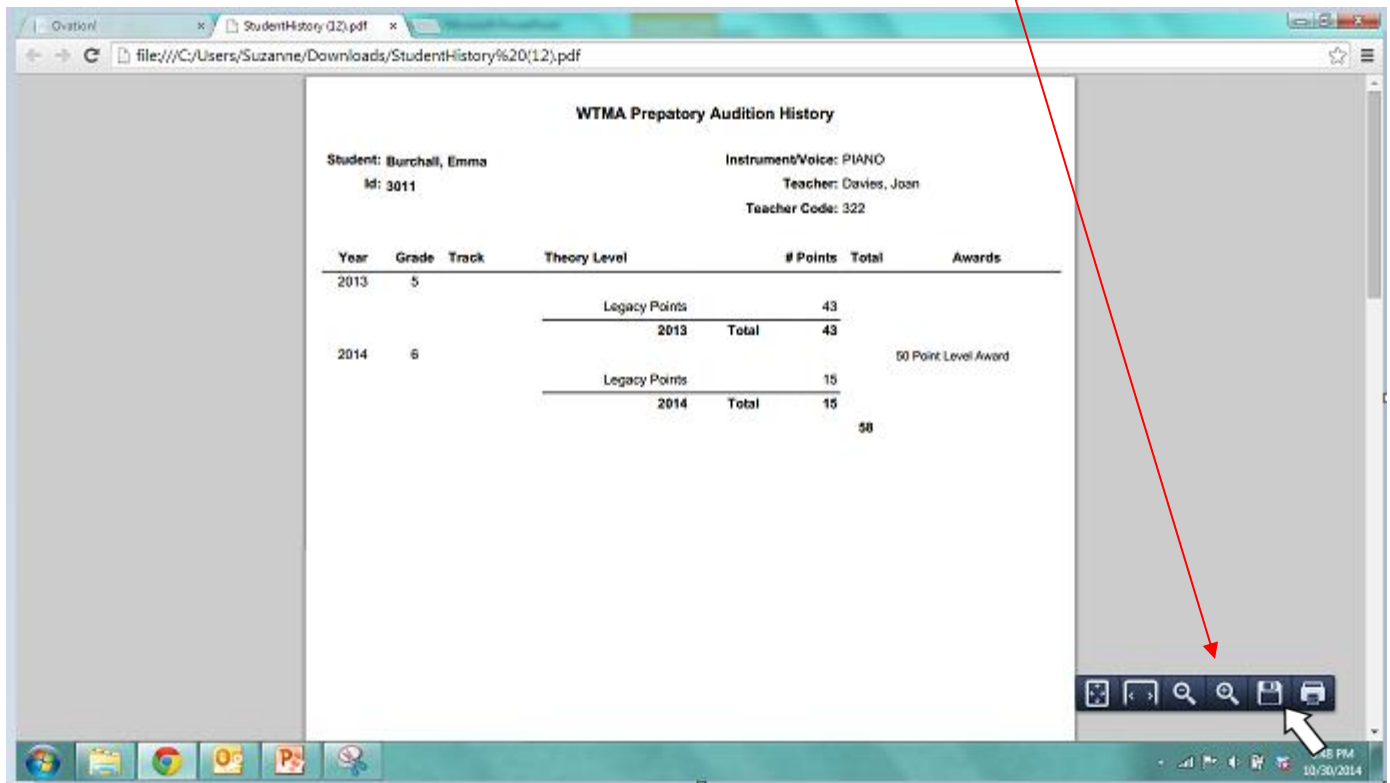 Ovation!
StudentHistory (12).pdf
file:///C:/Users/Suzanne/Downloads/StudentHistory%20(12).pdf
WTMA Prepatory Audition History
Student: Burchall, Emma Instrument/Voice: PIANO
Id: 3011 Teacher: Davies, Joan
Teacher Code: 322
Year Grade Track Theory Level # Points Total Awards
2013 5
Legacy Points 43
2013 Total 43
2014 6 50 Point Level Award
Legacy Points 15
2014 Total 15
58
PM
10/30/2014